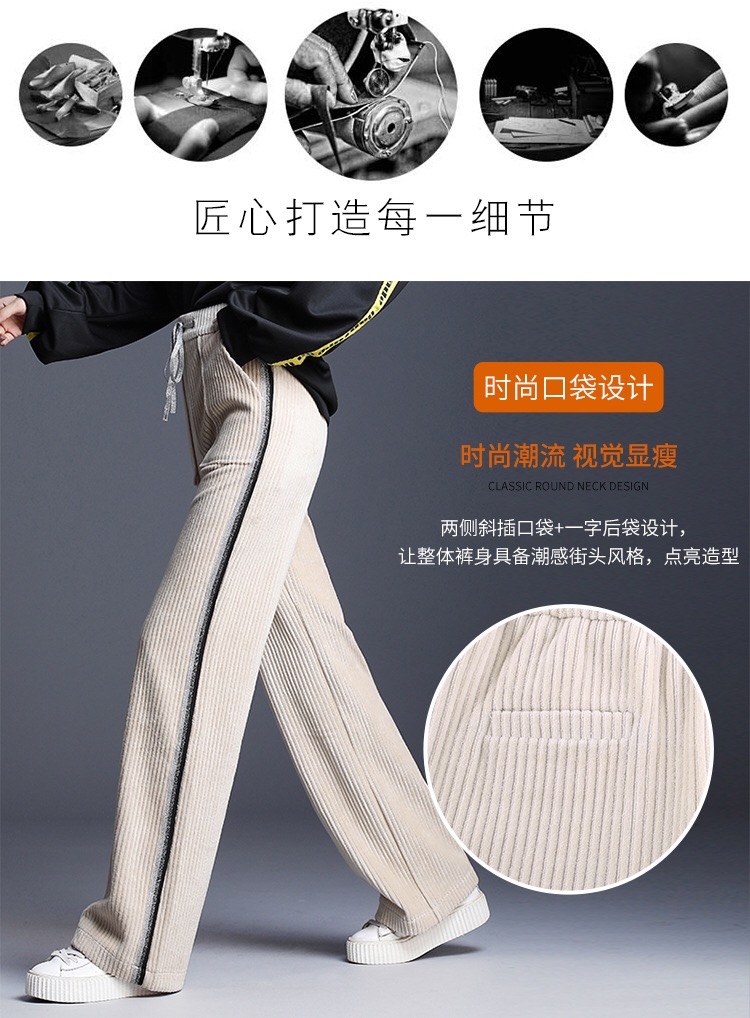 匠心打造每一细节
时尚口袋设计
时尚潮流 视觉显瘦
CLASSIC ROUND NECK DESIGN
两侧斜插口袋+一字后袋设计，
让整体裤身具备潮感街头风格，点亮造型